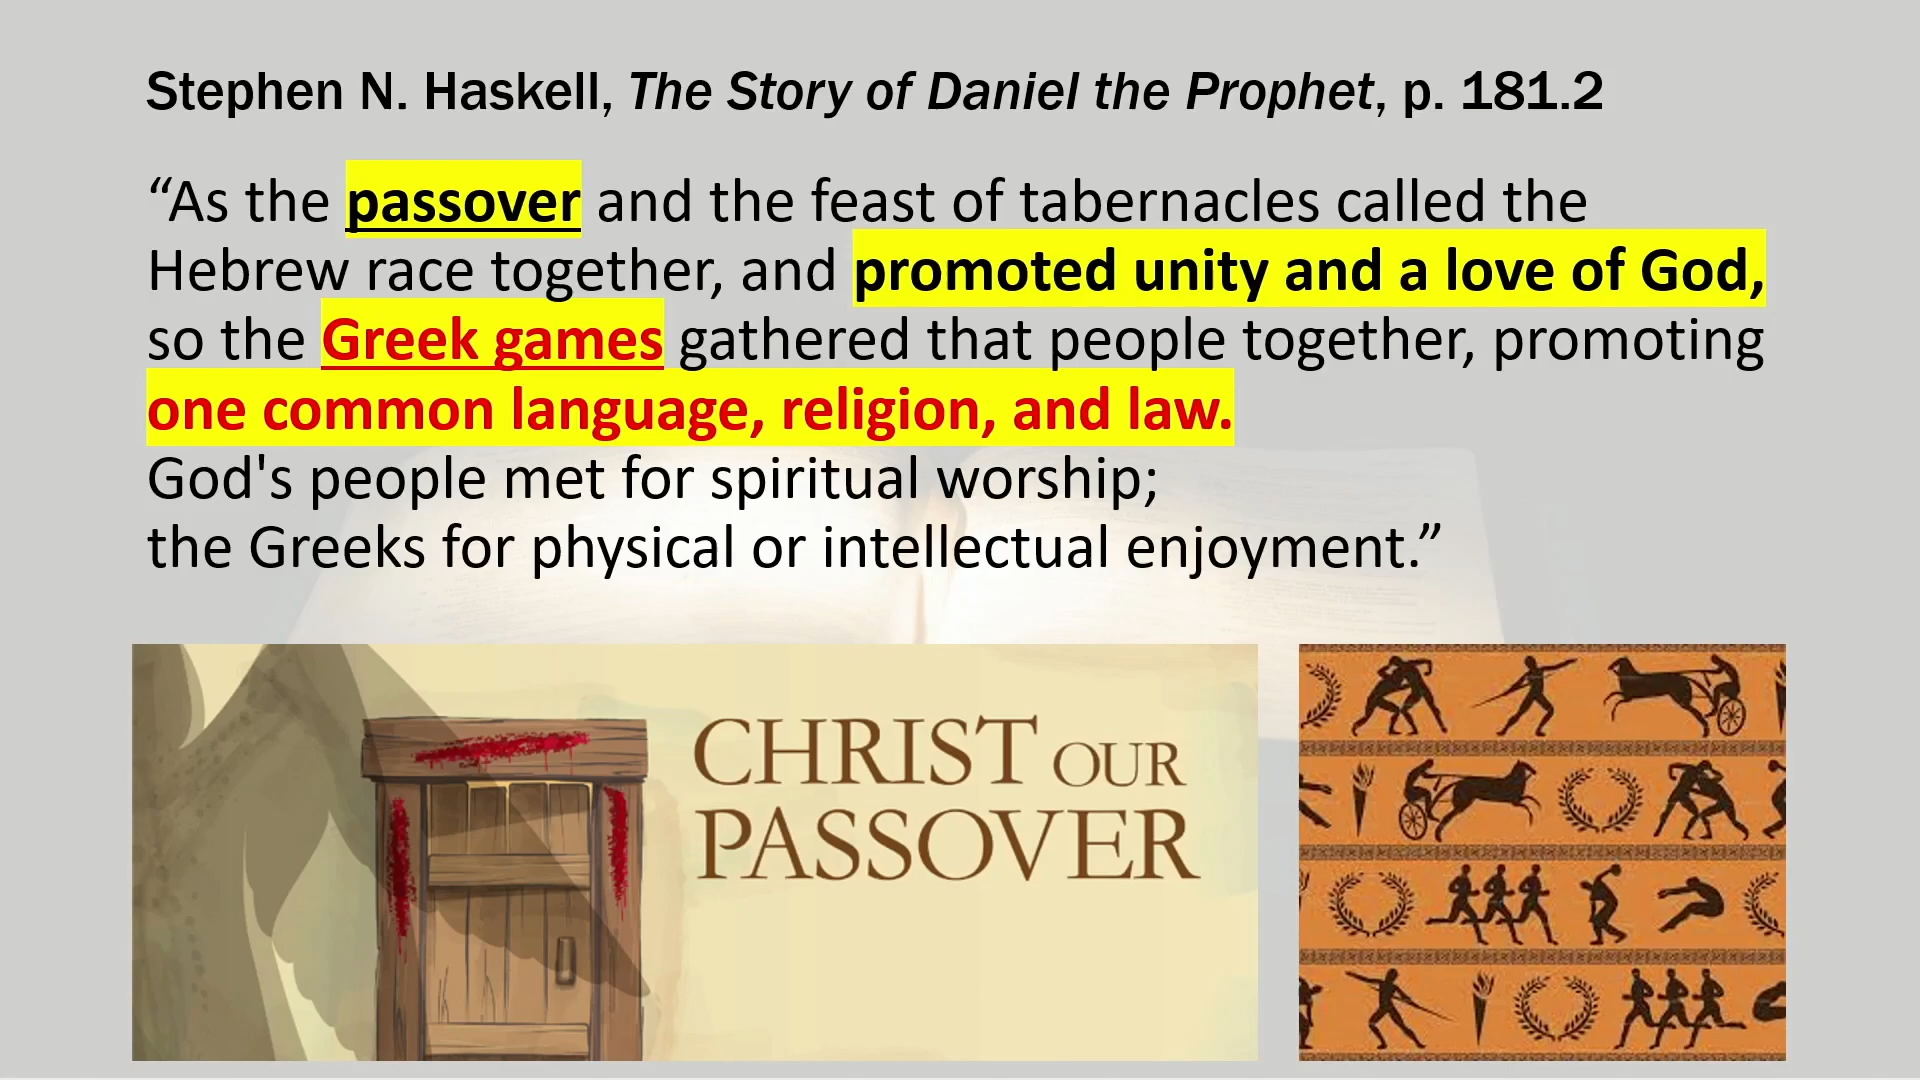 Stephen N. Haskell, The Story of Daniel the Prophet, p. 181.2
“As the passover and the feast of tabernacles called the
Hebrew race together, and promoted unity and a love of God,
so the Greek games gathered that people together, promoting
one common language, religion, and law.
God's people met for spiritual worship;
the Greeks for physical or intellectual enjoyment.”
CHRIST OUR
PASSOVER